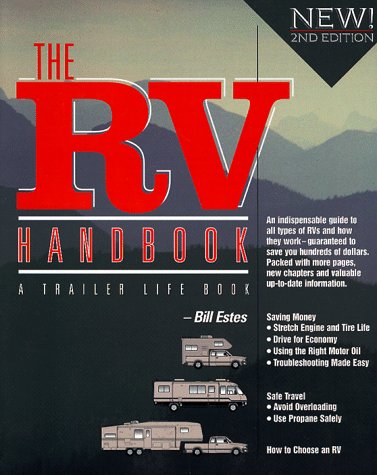 NEW!
2ND EDITION
THE
RV
HANDBOOK
A TRAILER LIFE BOOK
An indispensable guide to
all types of RVs and how
they work–guaranteed to
save you hundreds of dollars.
Packed with more pages,
new chapters and valuable
up-to-date information.
– Bill Estes
Saving Money
• Stretch Engine and Tire Life
• Drive for Economy
• Using the Right Motor Oil
• Troubleshooting Made Easy
Safe Travel
• Avoid Overloading
• Use Propane Safely
How to Choose an RV